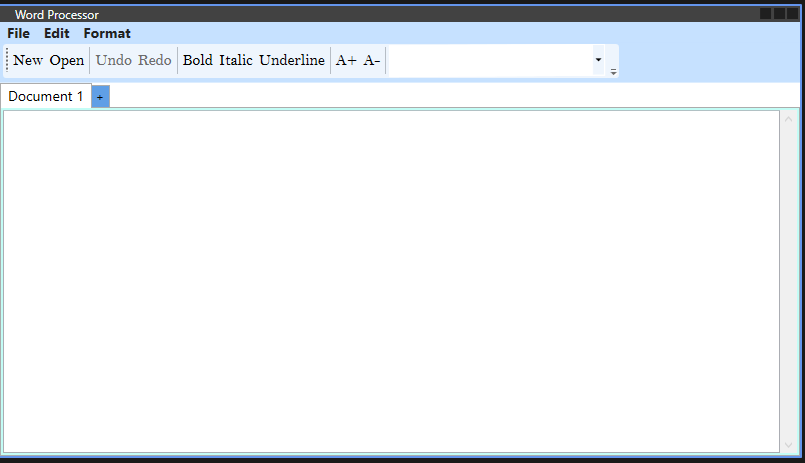 Word Processor
File Edit Format
New Open Undo Redo Bold Italic Underline A+ A-
Document 1 +